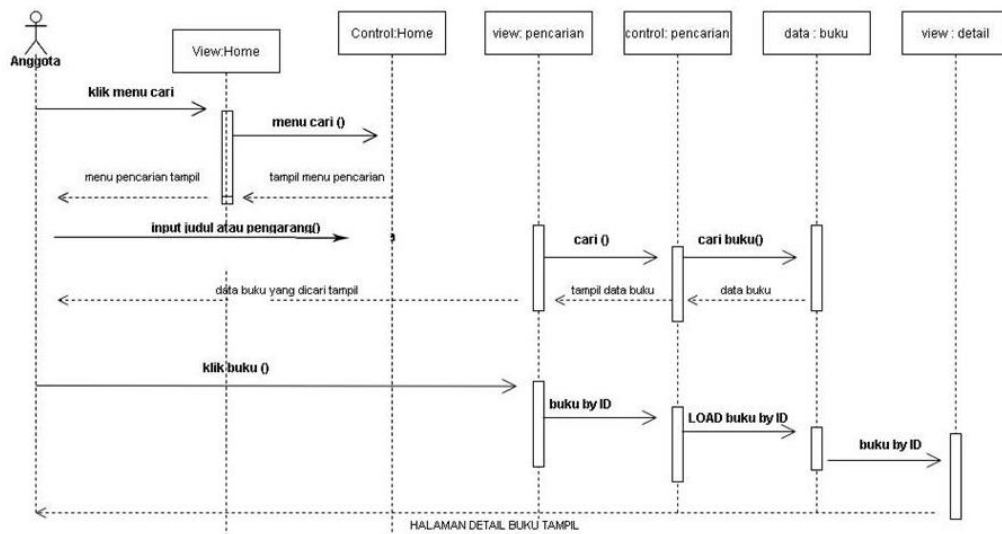 Anggota
View:Home
Control:Home
view: pencarian
control: pencarian
data : buku
view : detail
klik menu cari
menu cari ()
menu pencarian tampil
tampil menu pencarian
input judul atau pengarang()
cari ()
cari buku()
data buku yang dicari tampil
tampil data buku
data buku
klik buku ()
buku by ID
LOAD buku by ID
buku by ID
HALAMAN DETAIL BUKU TAMPIL